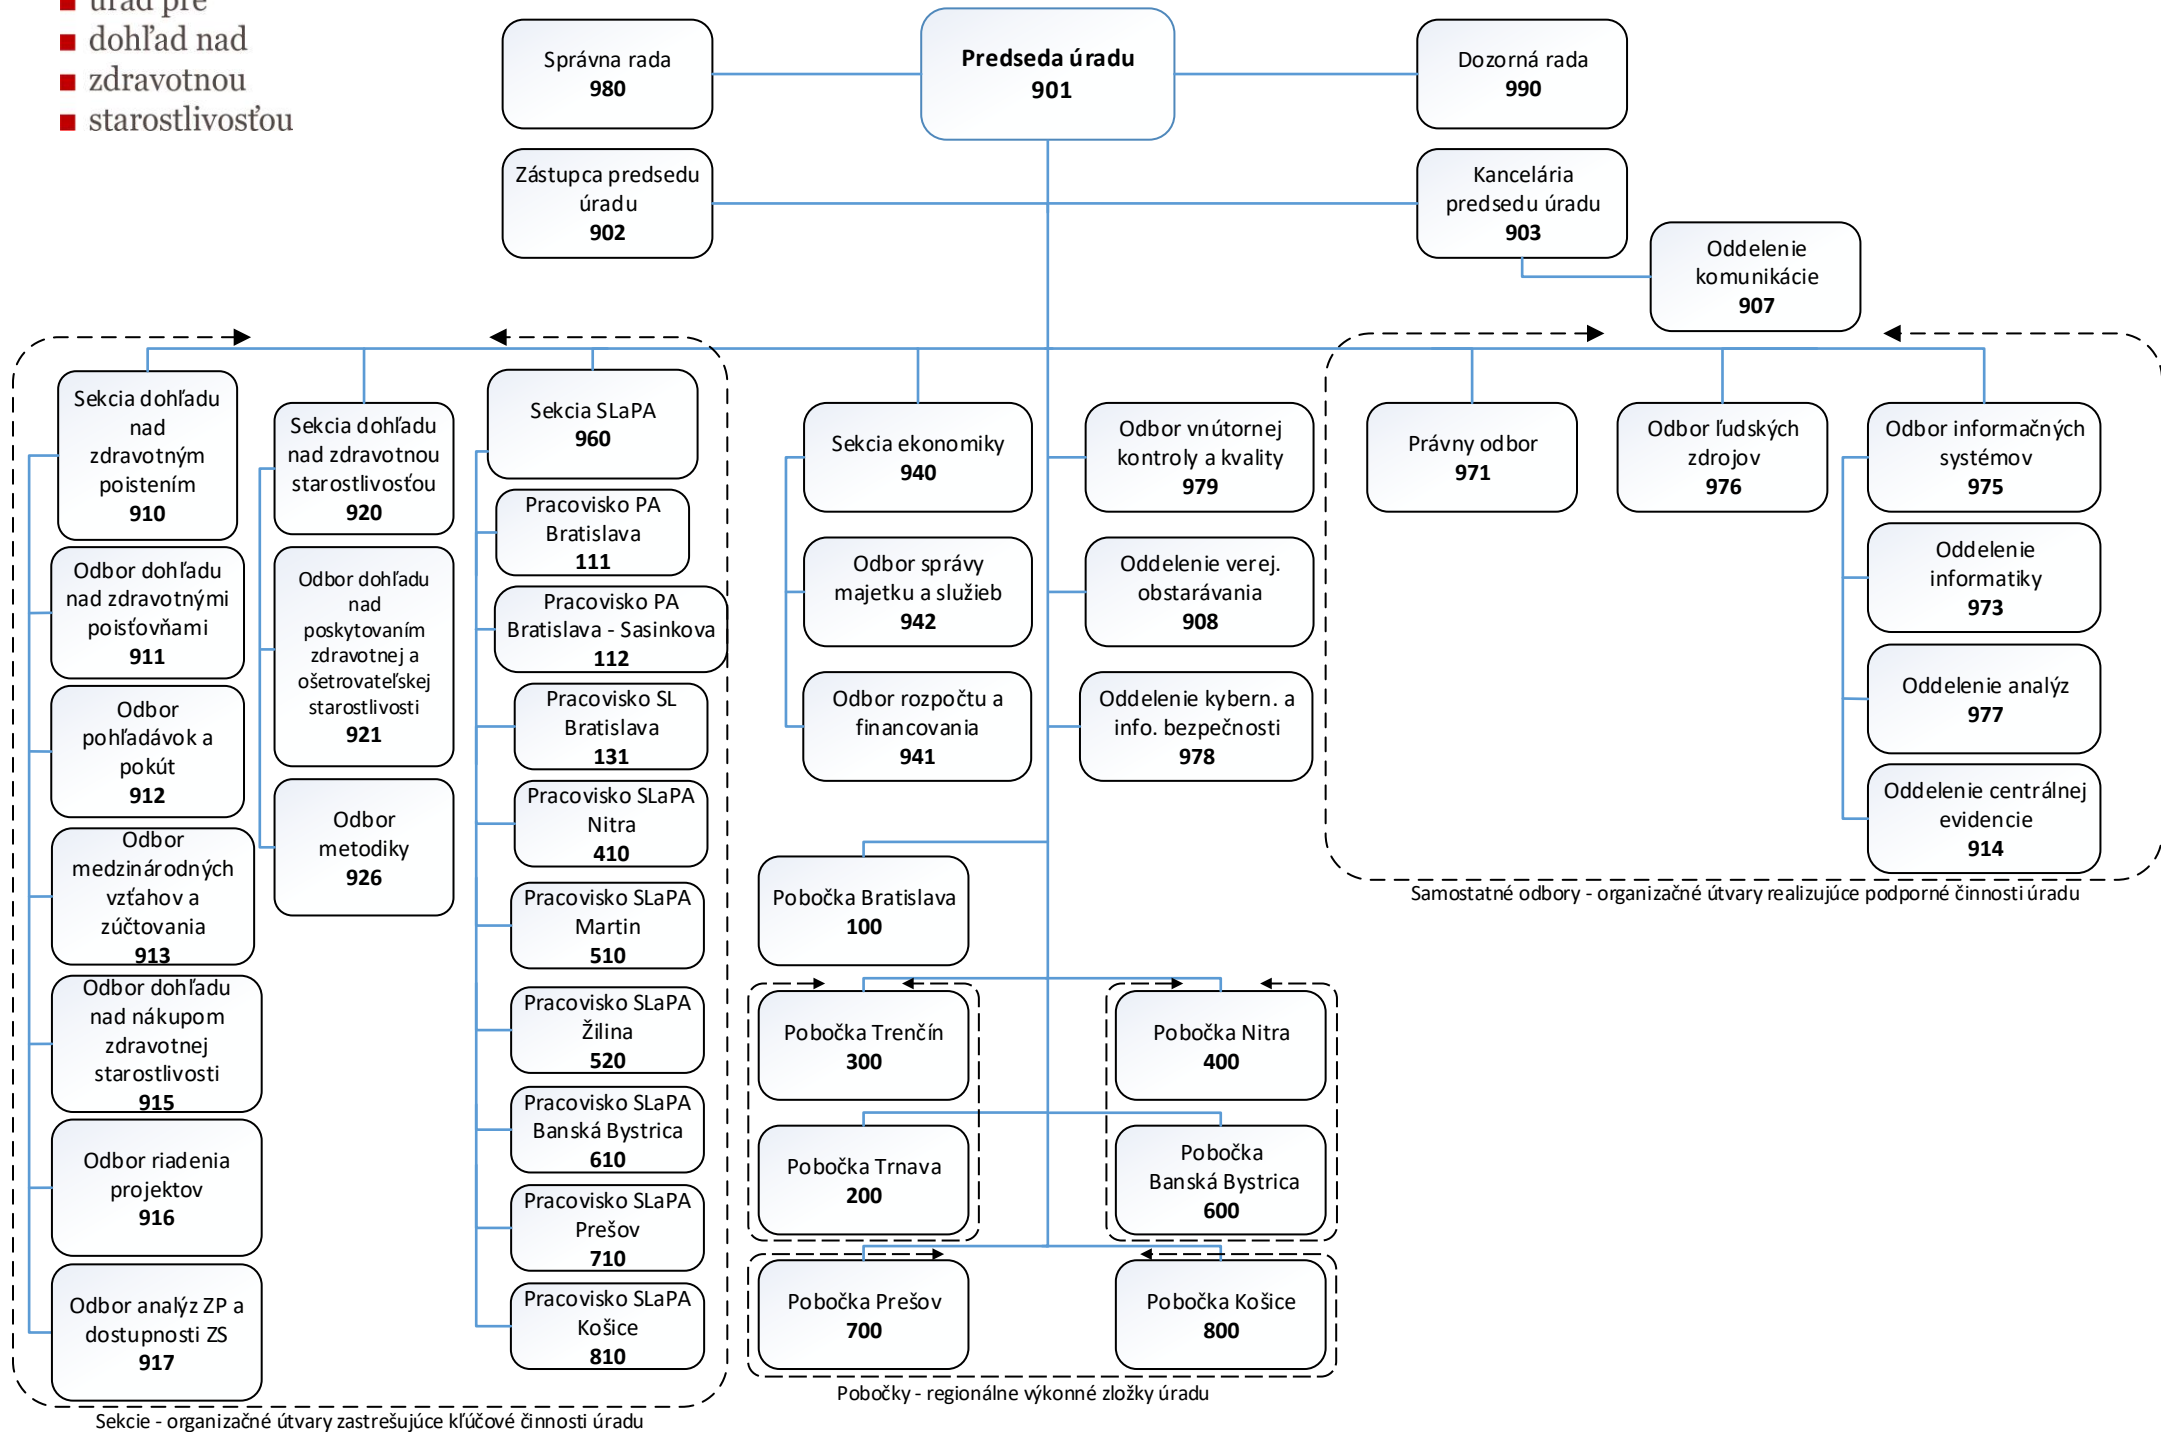 úrad pre
dohľad nad
zdravotnou
starostlivosťou
Správna rada
980
Predseda úradu
901
Dozorná rada
990
Zástupca predsedu
úradu
902
Kancelária
predsedu úradu
903
Oddelenie
komunikácie
907
Sekcia dohľadu
nad
zdravotným
poistením
910
Odbor dohľadu
nad zdravotnými
poisťovňami
911
Odbor
pohľadávok a
pokút
912
Odbor
medzinárodných
vzťahov a
zúčtovania
913
Odbor dohľadu
nad nákupom
zdravotnej
starostlivosti
915
Odbor riadenia
projektov
916
Odbor analýz ZP a
dostupnosti ZS
917
Sekcia dohľadu
nad zdravotnou
starostlivosťou
920
Odbor dohľadu
nad
poskytovaním
zdravotnej a
ošetrovateľskej
starostlivosti
921
Odbor
metodiky
926
Sekcia SLaPA
960
Pracovisko PA
Bratislava
111
Pracovisko PA
Bratislava - Sasinkova
112
Pracovisko SL
Bratislava
131
Pracovisko SLaPA
Nitra
410
Pracovisko SLaPA
Martin
510
Pracovisko SLaPA
Žilina
520
Pracovisko SLaPA
Banská Bystrica
610
Pracovisko SLaPA
Prešov
710
Pracovisko SLaPA
Košice
810
Sekcie - organizačné útvary zastrešujúce kľúčové činnosti úradu
Sekcia ekonomiky
940
Odbor správy
majetku a služieb
942
Odbor rozpočtu a
financovania
941
Odbor vnútornej
kontroly a kvality
979
Oddelenie verej.
obstarávania
908
Oddelenie kybern. a
info. bezpečnosti
978
Pobočka Bratislava
100
Pobočka Trenčín
300
Pobočka Nitra
400
Pobočka Trnava
200
Pobočka
Banská Bystrica
600
Pobočka Prešov
700
Pobočka Košice
800
Pobočky - regionálne výkonné zložky úradu
Právny odbor
971
Odbor ľudských
zdrojov
976
Odbor informačných
systémov
975
Oddelenie
informatiky
973
Oddelenie analýz
977
Oddelenie centrálnej
evidencie
914
Samostatné odbory - organizačné útvary realizujúce podporné činnosti úradu